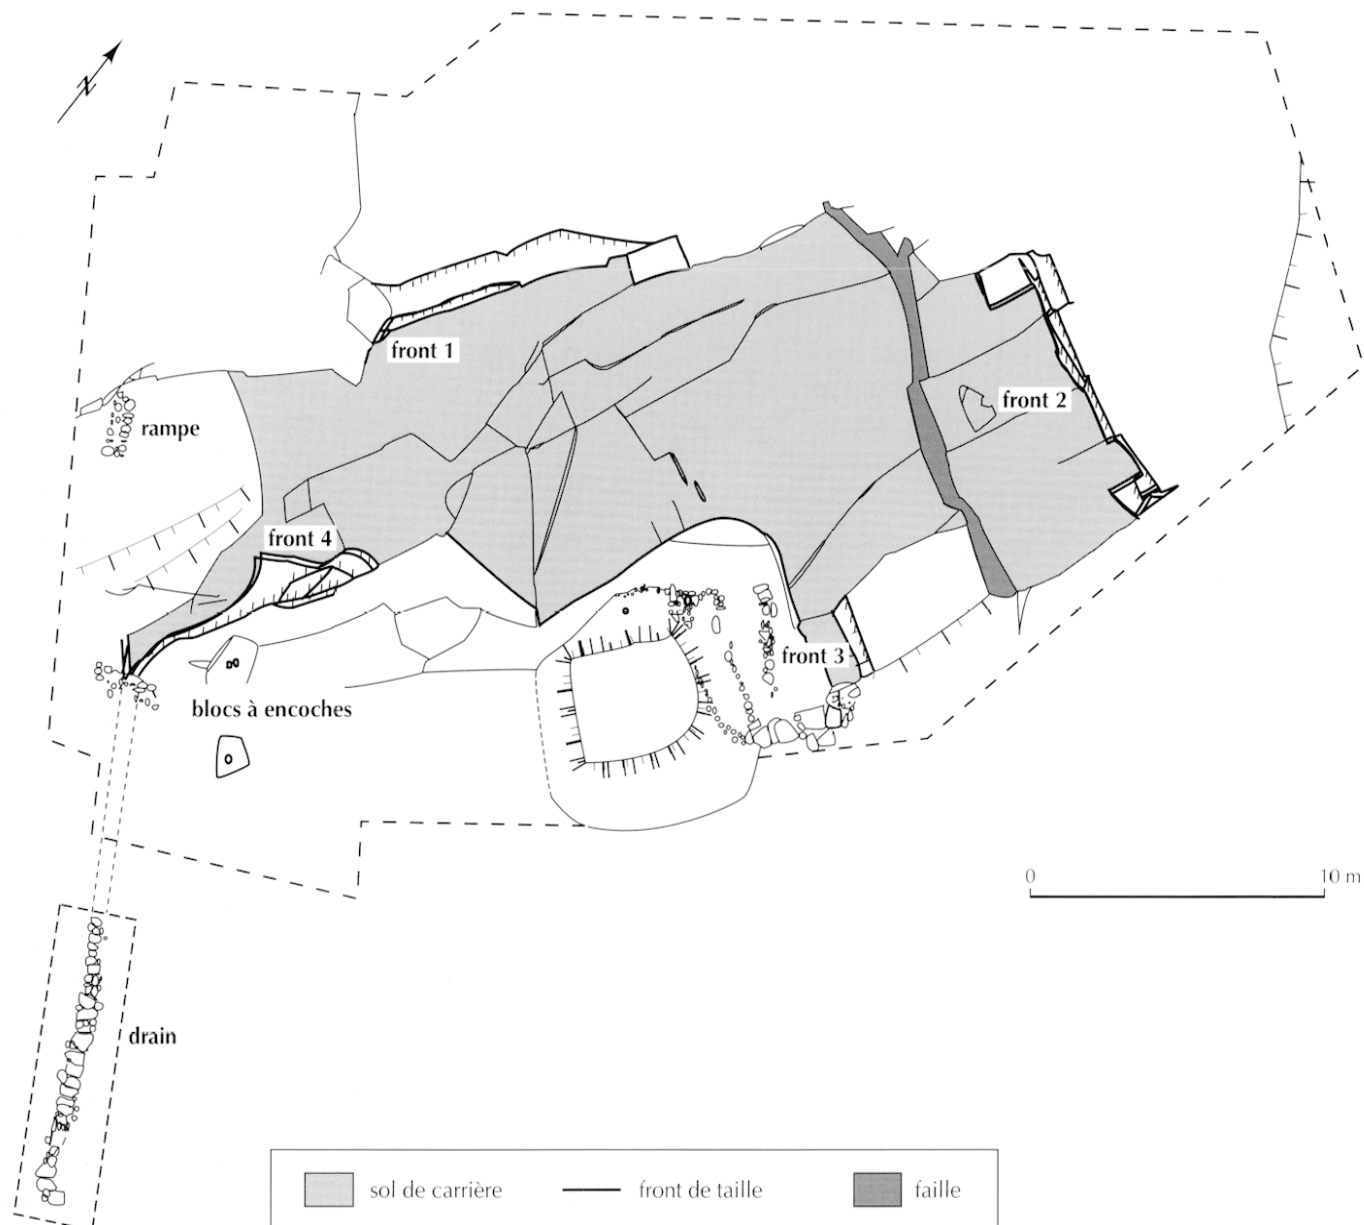 N
front 1
rampe
front 2
front 4
front 3
blocs à encoches
0 10 m
drain
sol de carrière front de taille faille